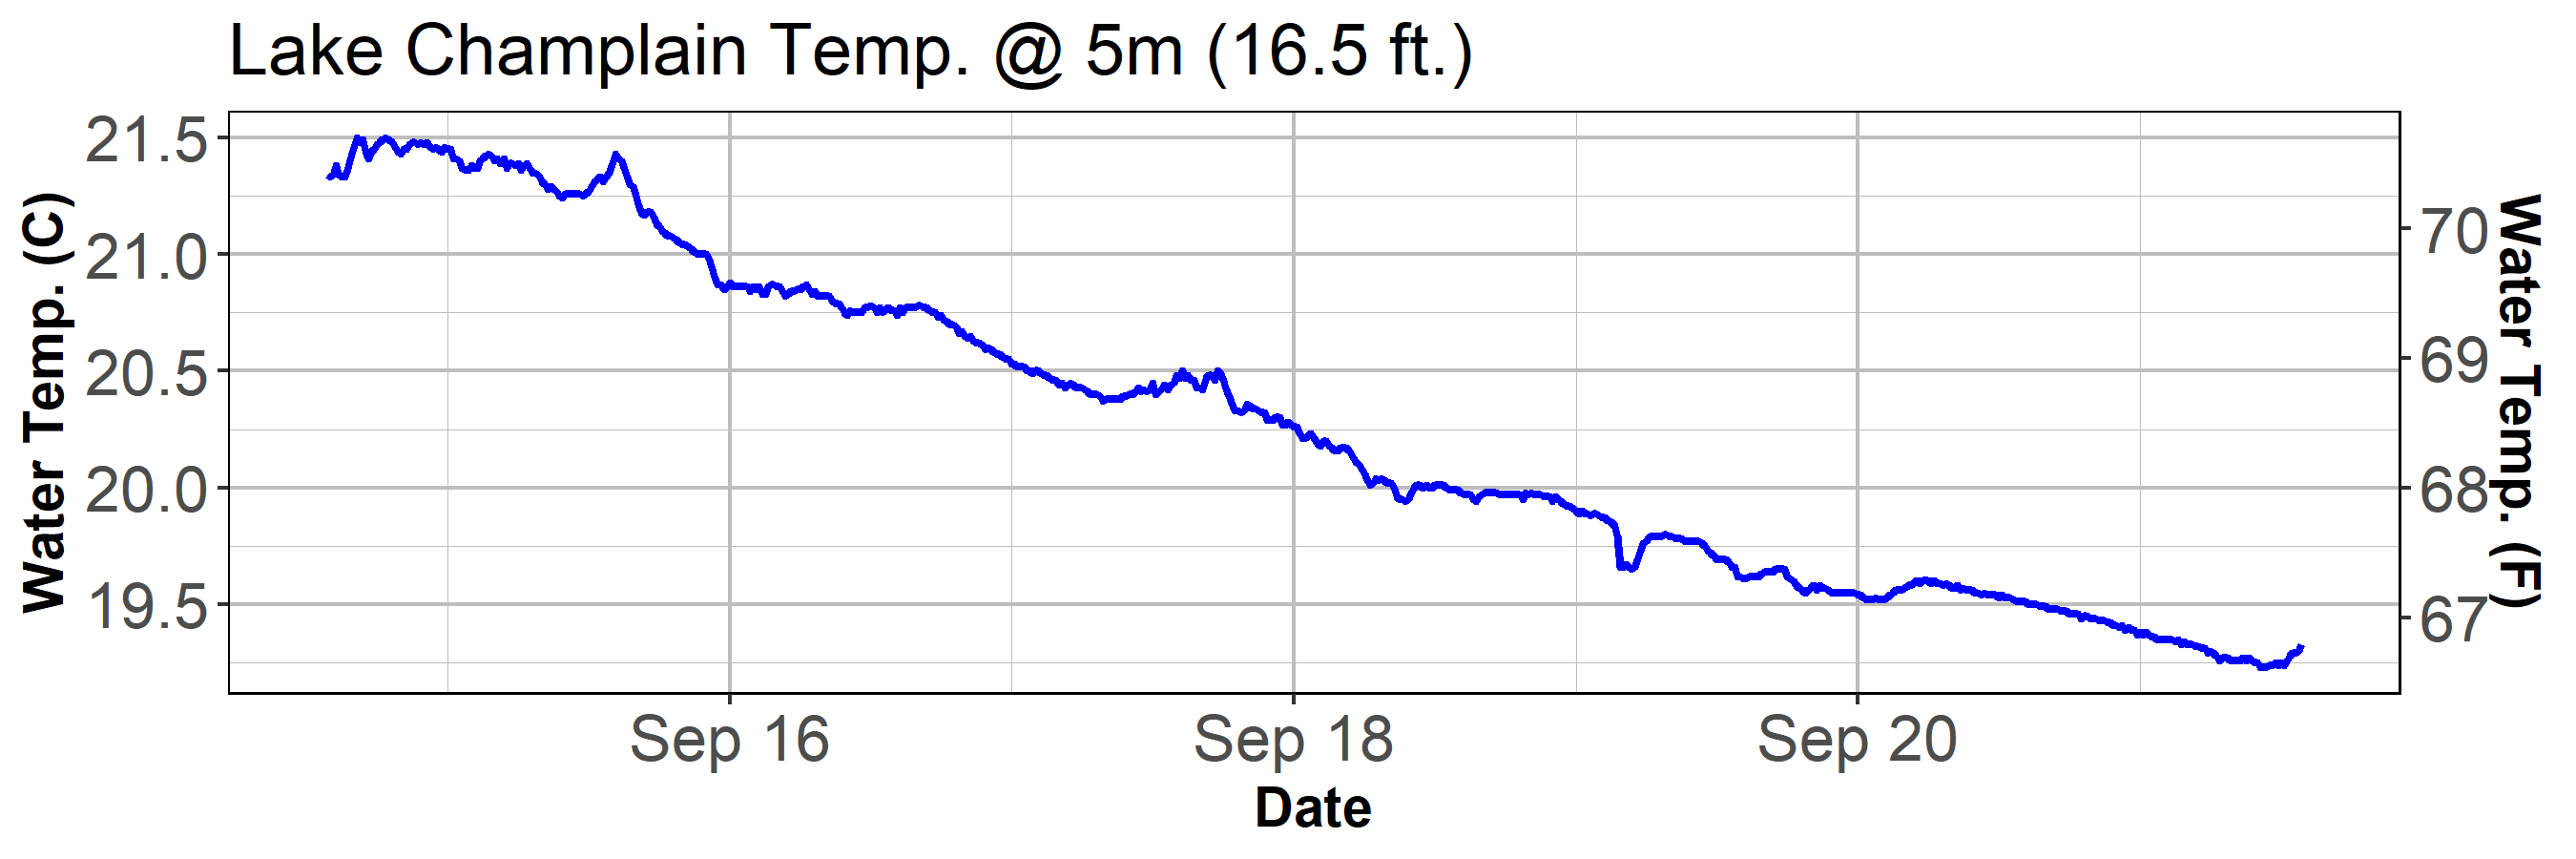 Lake Champlain Temp. @ 5m (16.5 ft.)
21.5
21.0
20.5
20.0
19.5
Water Temp. (C)
70
69
68
67
Water Temp. (F)
Sep 16 Sep 18 Sep 20
Date